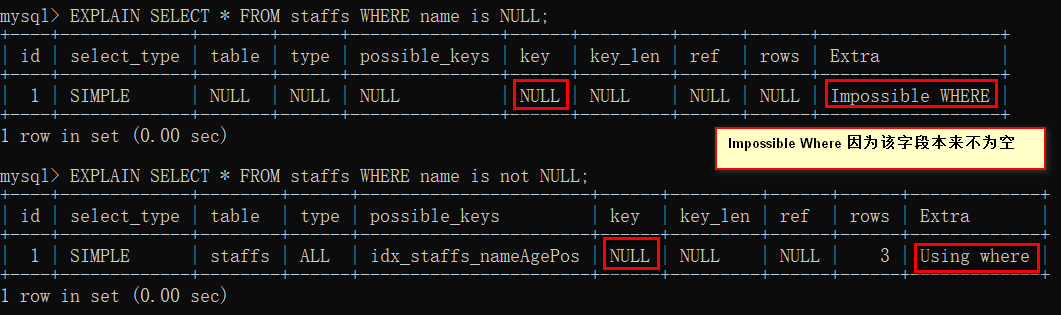 mysql> EXPLAIN SELECT * FROM staffs WHERE name is NULL;
| id | select_type | table | type | possible_keys | key | key_len | ref | rows | Extra |
| 1 | SIMPLE | NULL | NULL | NULL | NULL | NULL | NULL | NULL | Impossible WHERE |
1 row in set (0.00 sec)
Impossible Where 因为该字段本来不为空
mysql> EXPLAIN SELECT * FROM staffs WHERE name is not NULL;
| id | select_type | table | type | possible_keys | key | key_len | ref | rows | Extra |
| 1 | SIMPLE | staffs | ALL | idx_staffs_nameAgePos | NULL | NULL | NULL | 3 | Using where |
1 row in set (0.00 sec)